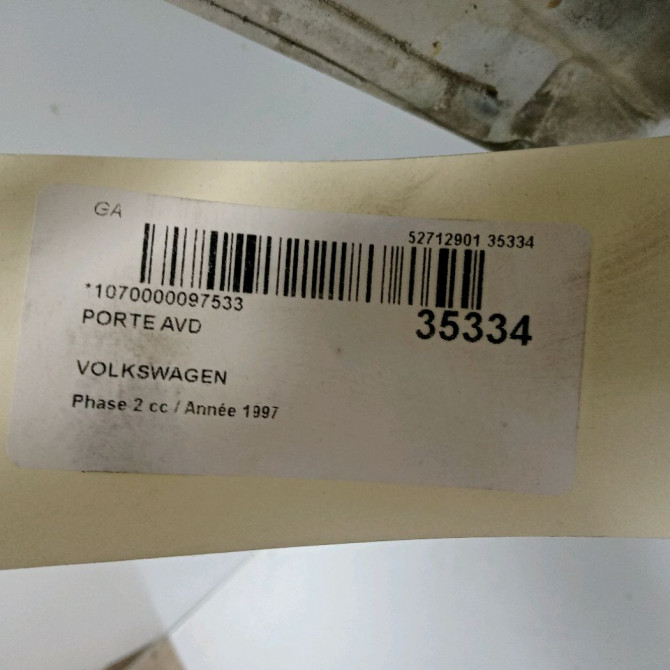 GA
52712901 35334
*1070000097533
35334
PORTE AVD
VOLKSWAGEN
Phase 2 cc / Année 1997